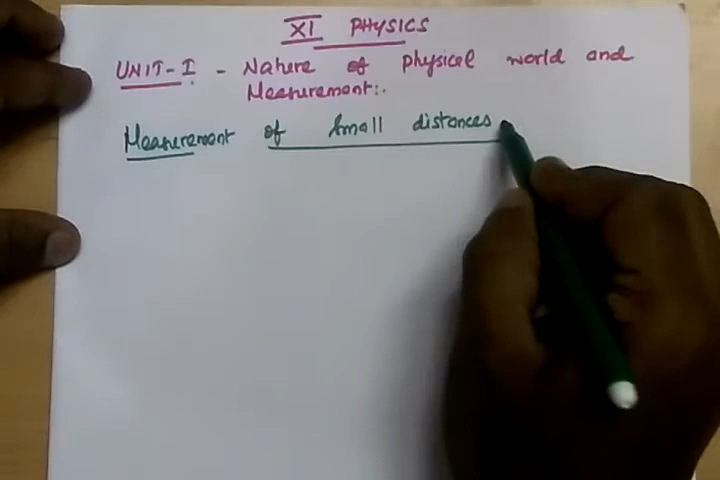 XI PHYSICS
UNIT-I - Nature of physical world and
Measurement:.
Measurement of small distances